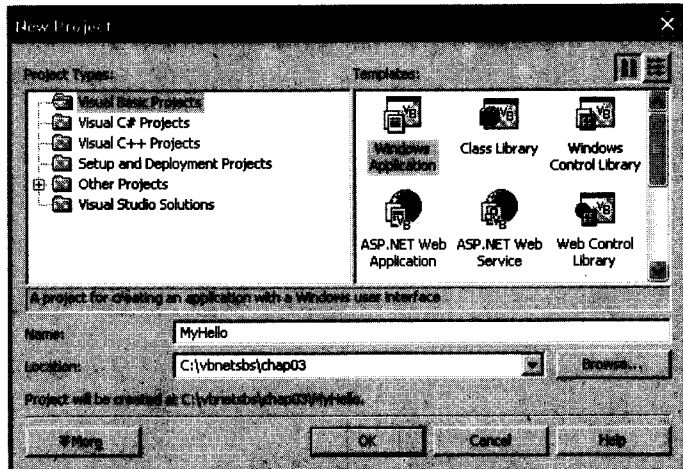 New Project
Project Types:
Templates:
Visual Basic Projects
Visual C# Projects
Visual C++ Projects
Setup and Deployment Projects
Other Projects
Visual Studio Solutions
Windows Application
Class Library
Windows Control Library
ASP.NET Web Application
ASP.NET Web Service
Web Control Library
A project for creating an application with a Windows user interface
Name:
MyHello
Location:
C:\vbnetsbs\chap03
Browse...
Project will be created at C:\vbnetsbs\chap03\MyHello.
More
OK
Cancel
Help